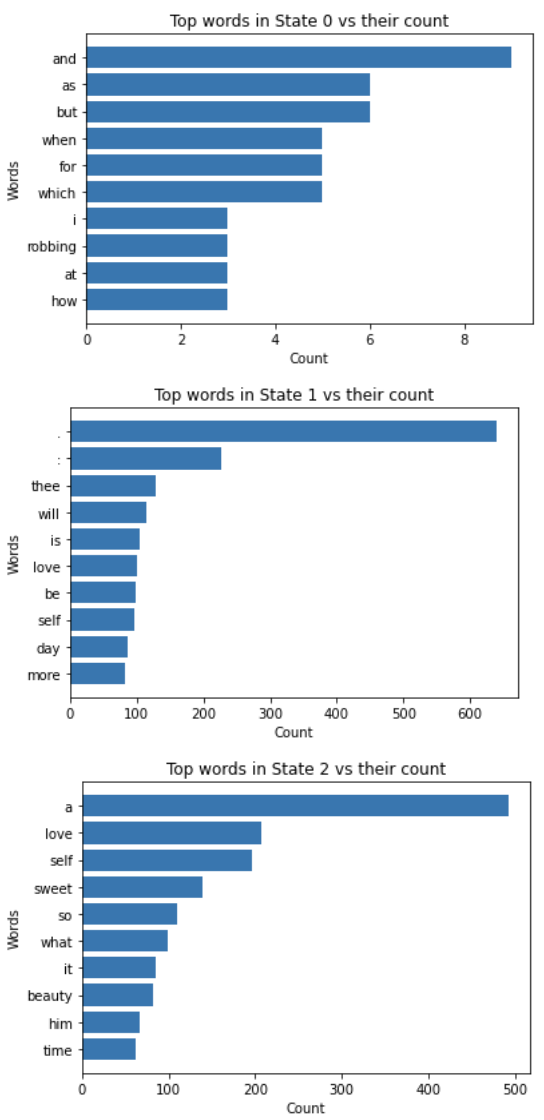 Top words in State 0 vs their count
and
as
but
when
for
which
i
robbing
at
how
Words
0 2 4 6 8
Count
Top words in State 1 vs their count
.
:
thee
will
is
love
be
self
day
more
Words
0 100 200 300 400 500 600
Count
Top words in State 2 vs their count
a
love
self
sweet
so
what
it
beauty
him
time
Words
0 100 200 300 400 500
Count